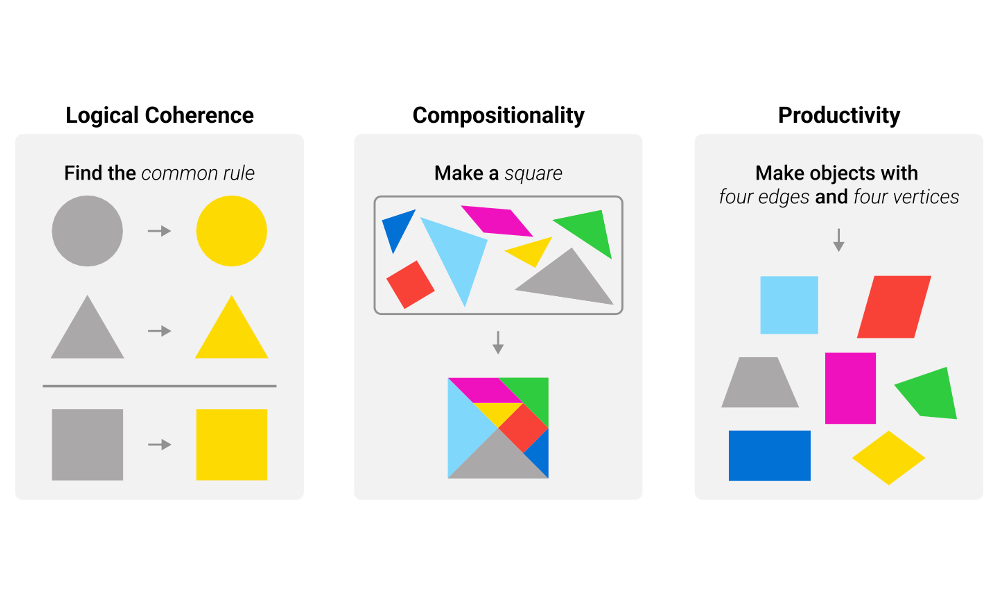 Logical Coherence
Find the common rule
Compositionality
Make a square
Productivity
Make objects with
four edges and four vertices